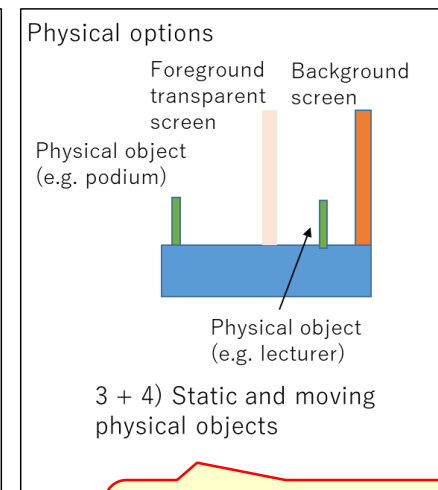 Physical options
Foreground
transparent
screen
Background
screen
Physical object
(e.g. podium)
Physical object
(e.g. lecturer)
3 + 4) Static and moving
physical objects